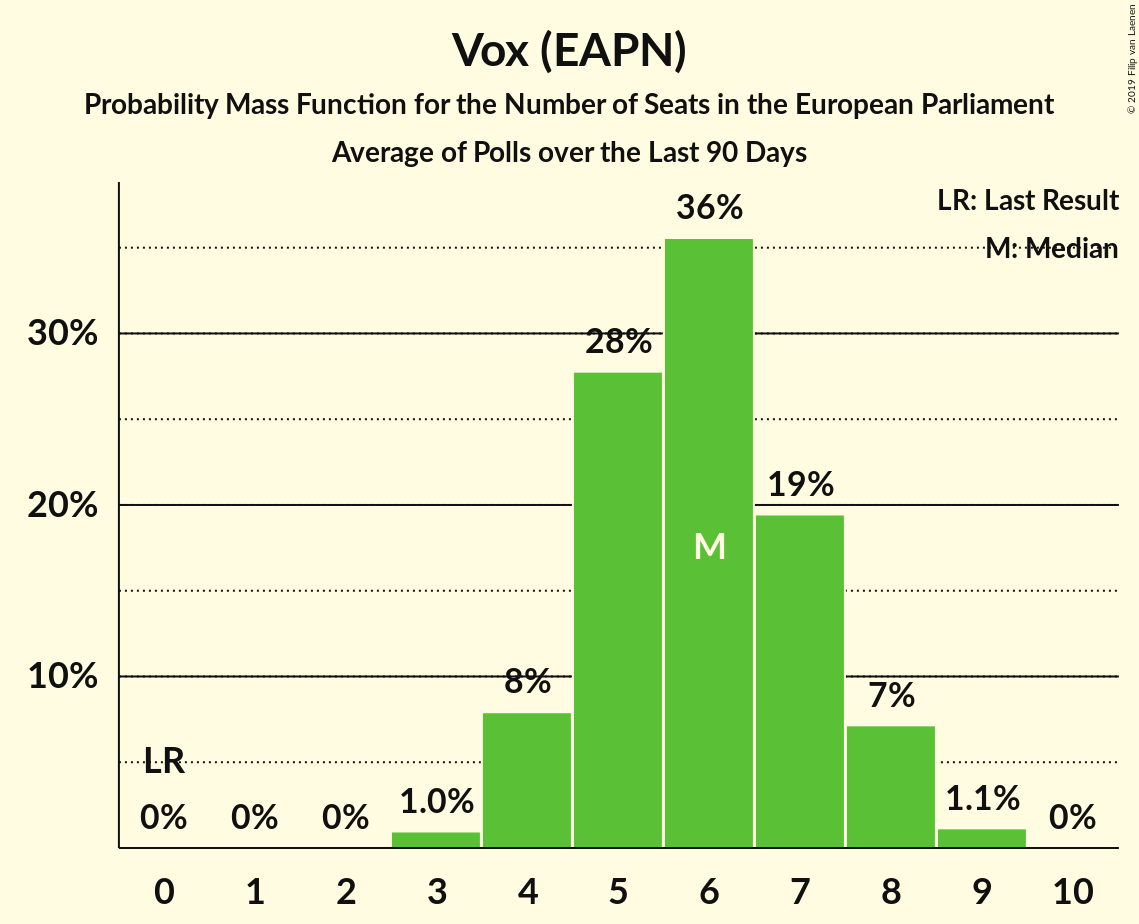 Vox (EAPN)
Probability Mass Function for the Number of Seats in the European Parliament
Average of Polls over the Last 90 Days
© 2019 Filip van Laenen
LR: Last Result
M: Median
36%
30%
28%
20%
19%
M
10%
8%
7%
LR
0%
0%
0%
1.0%
1.1%
0%
0 1 2 3 4 5 6 7 8 9 10